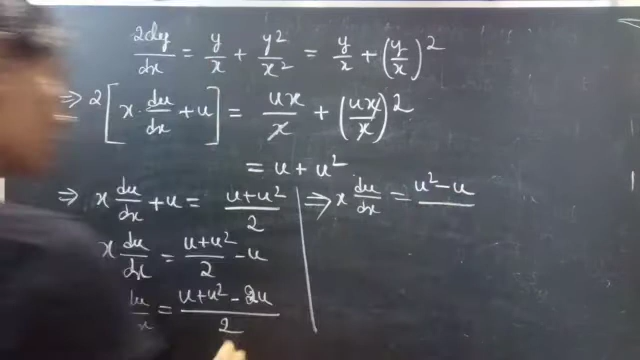 2dy/dx = y/x + y²/x² = y/x + (y/x)²
⇒ 2[x·du/dx + u] = ux/x + (ux/x)²
= u + u²
⇒ x du/dx + u = (u+u²)/2
x du/dx = (u+u²)/2 - u
du/x = (u+u² - 2u)/2
⇒ x du/dx = u² - u